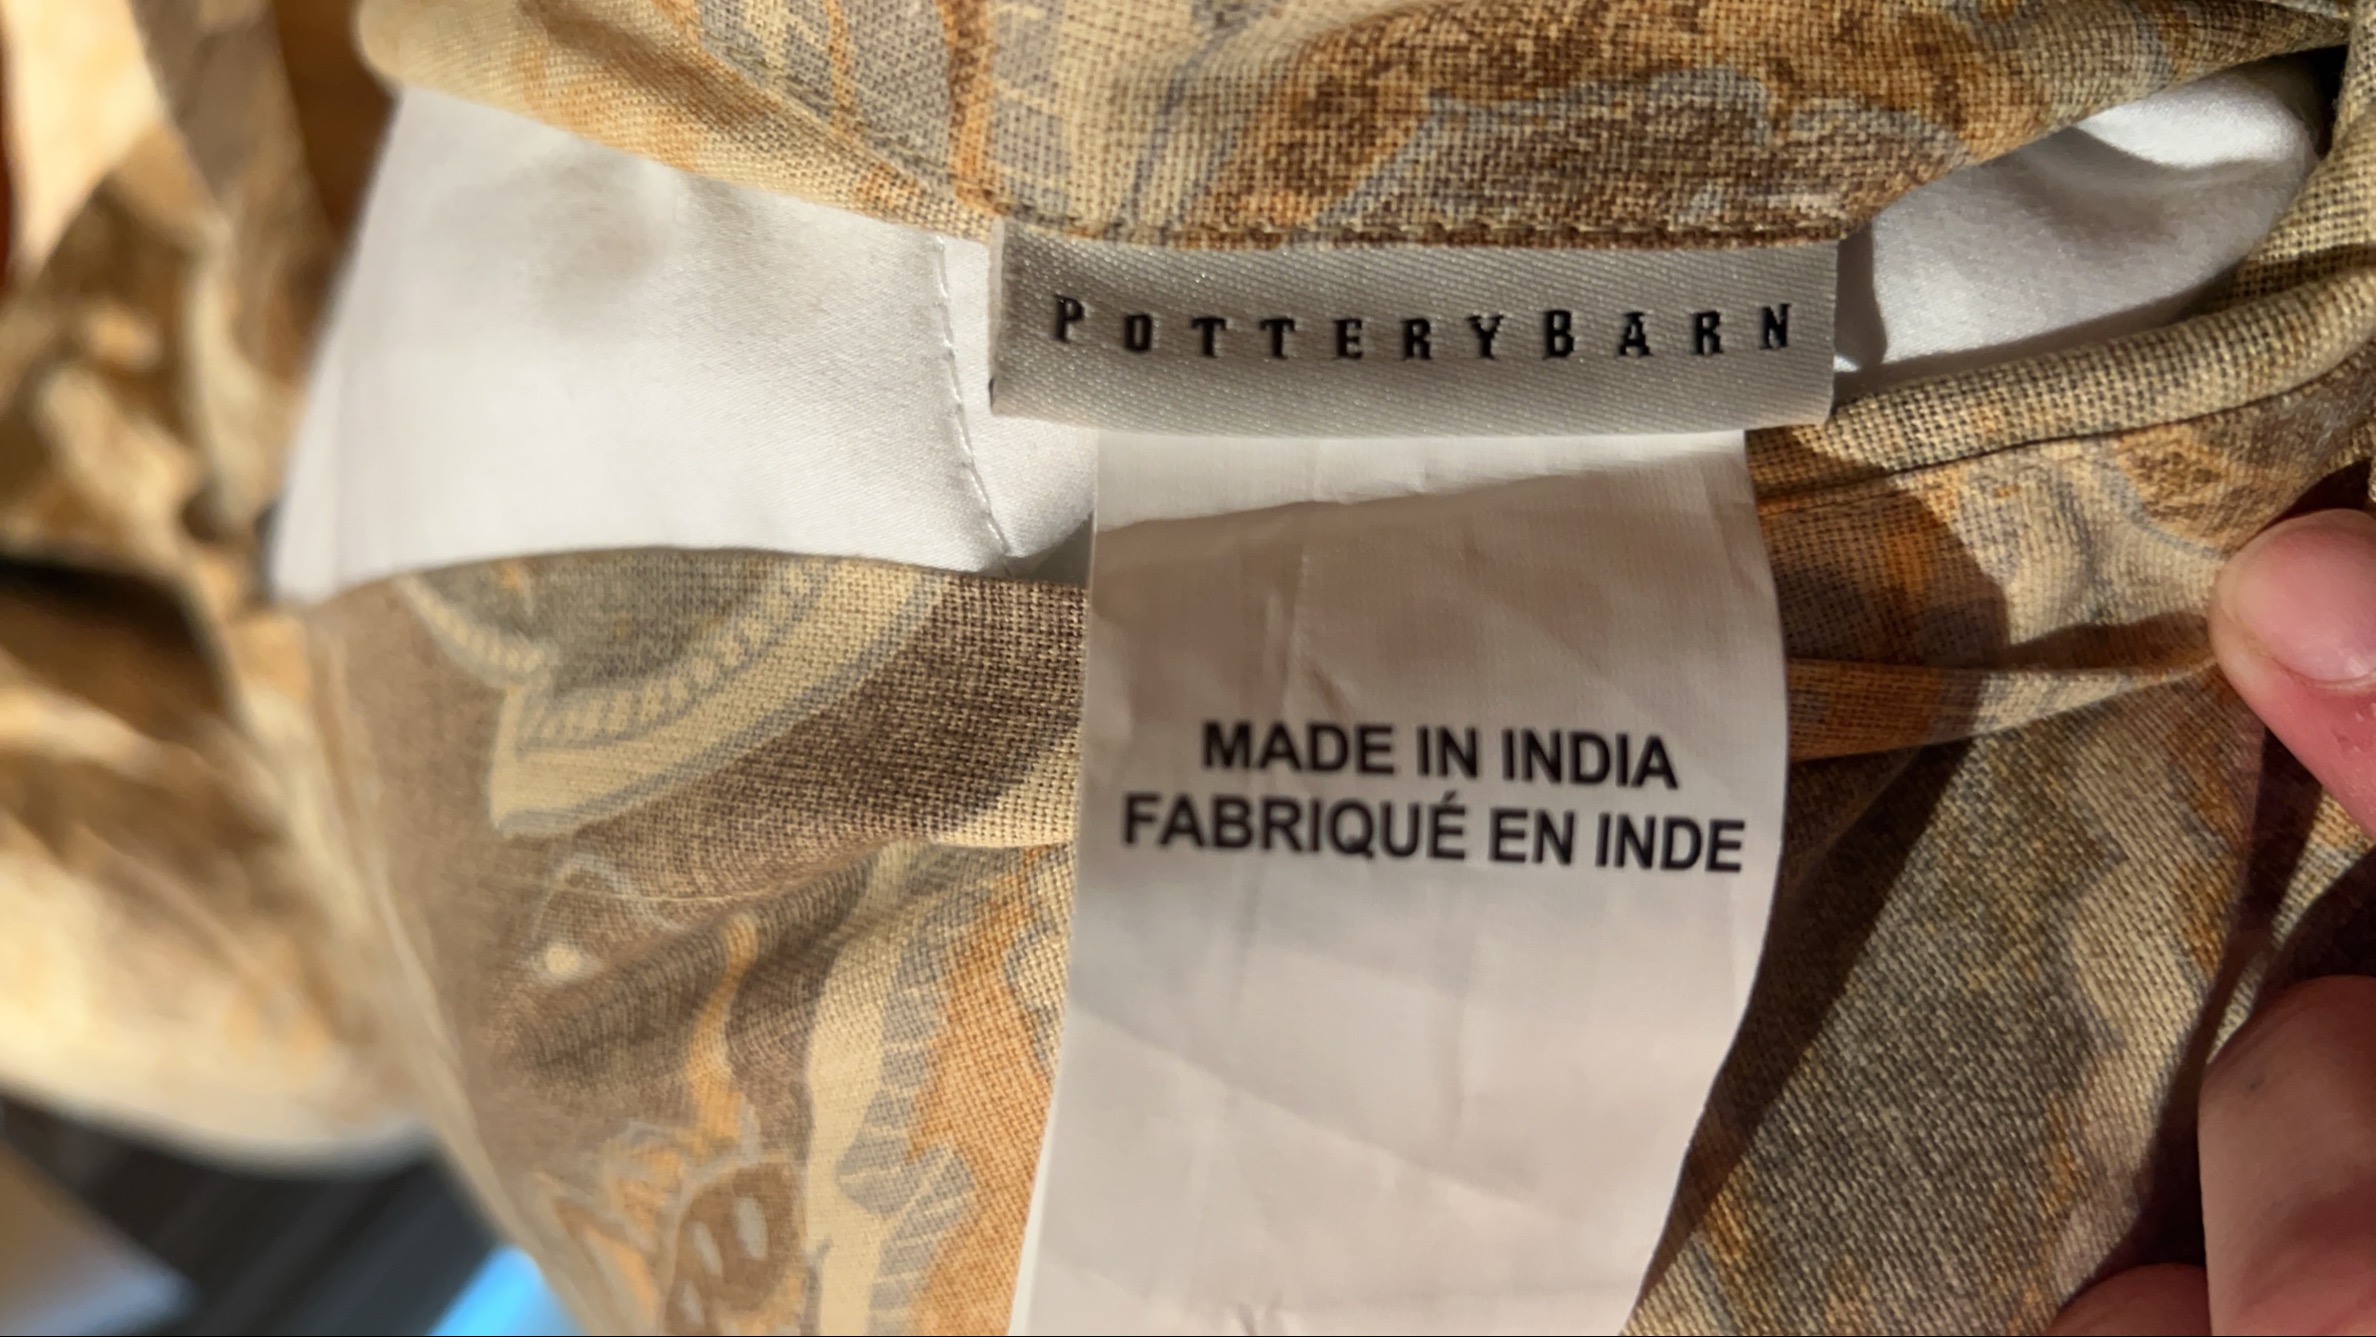 POTTERYBARN
MADE IN INDIA
FABRIQUÉ EN INDE